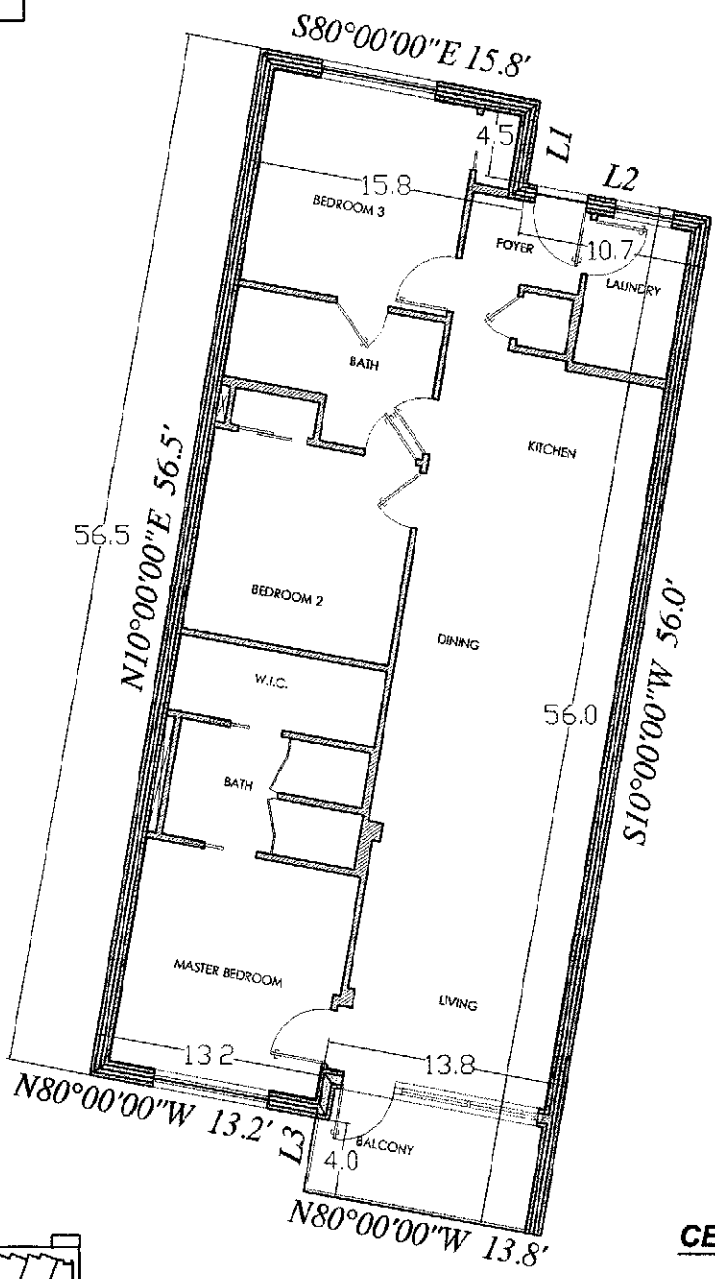 S80°00'00"E 15.8'
L1
L2
4.5
15.8
BEDROOM 3
FOYER
10.7
LAUNDRY
BATH
KITCHEN
N10°00'00"E 56.5'
56.5
BEDROOM 2
DINING
W.I.C.
56.0
S10°00'00"W 56.0'
BATH
MASTER BEDROOM
LIVING
13.2
13.8
N80°00'00"W 13.2'
L3
4.0
BALCONY
N80°00'00"W 13.8'
CE